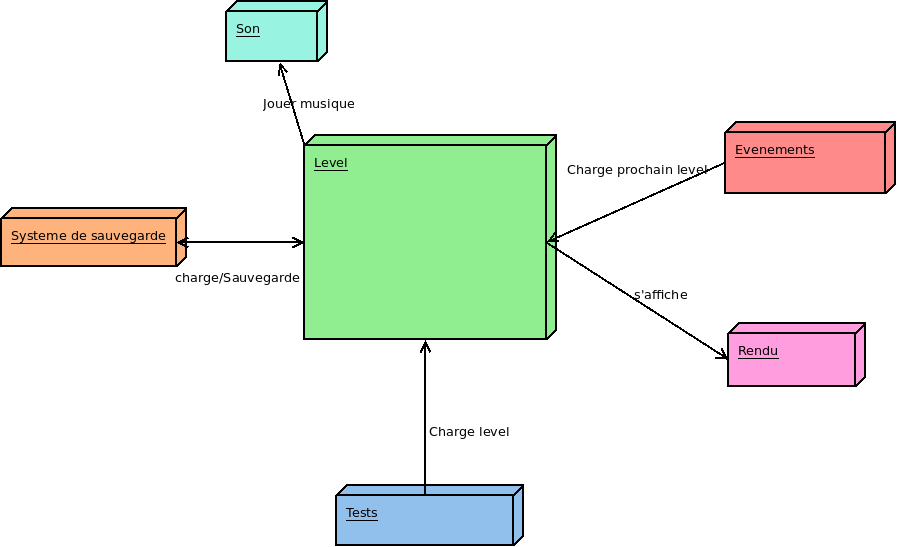 Son
Jouer musique
Level
Evenements
Charge prochain level
Systeme de sauvegarde
charge/Sauvegarde
s'affiche
Rendu
Charge level
Tests